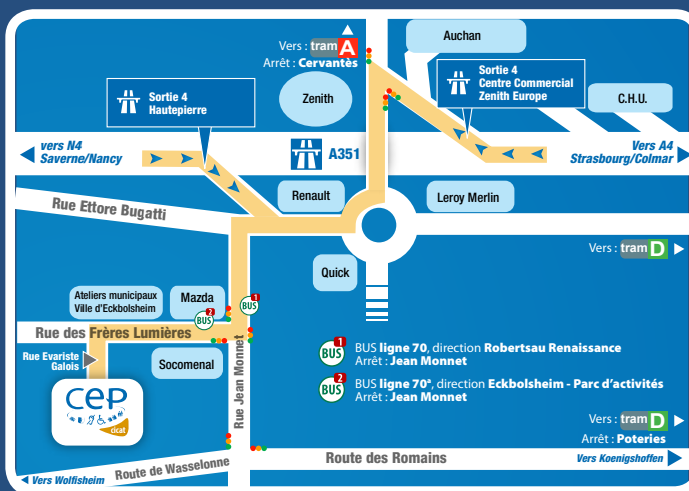 Vers : tram A
Arrêt : Cervantès
Auchan
Zenith
Sortie 4
Centre Commercial
Zenith Europe
Sortie 4
Hautepierre
C.H.U.
vers N4
Saverne/Nancy
A351
Vers A4
Strasbourg/Colmar
Rue Ettore Bugatti
Renault
Leroy Merlin
Vers : tram D
Quick
Ateliers municipaux
Ville d'Eckbolsheim
Mazda
BUS 2
BUS 1
Rue des Frères Lumières
Rue Evariste
Galois
Socomenal
Rue Jean Monnet
BUS 1
BUS ligne 70, direction Robertsau Renaissance
Arrêt : Jean Monnet
BUS 2
BUS ligne 70ª, direction Eckbolsheim - Parc d'activités
Arrêt : Jean Monnet
cep
cicat
Vers : tram D
Arrêt : Poteries
Route de Wasselonne
Route des Romains
Vers Wolfisheim
Vers Koenigshoffen